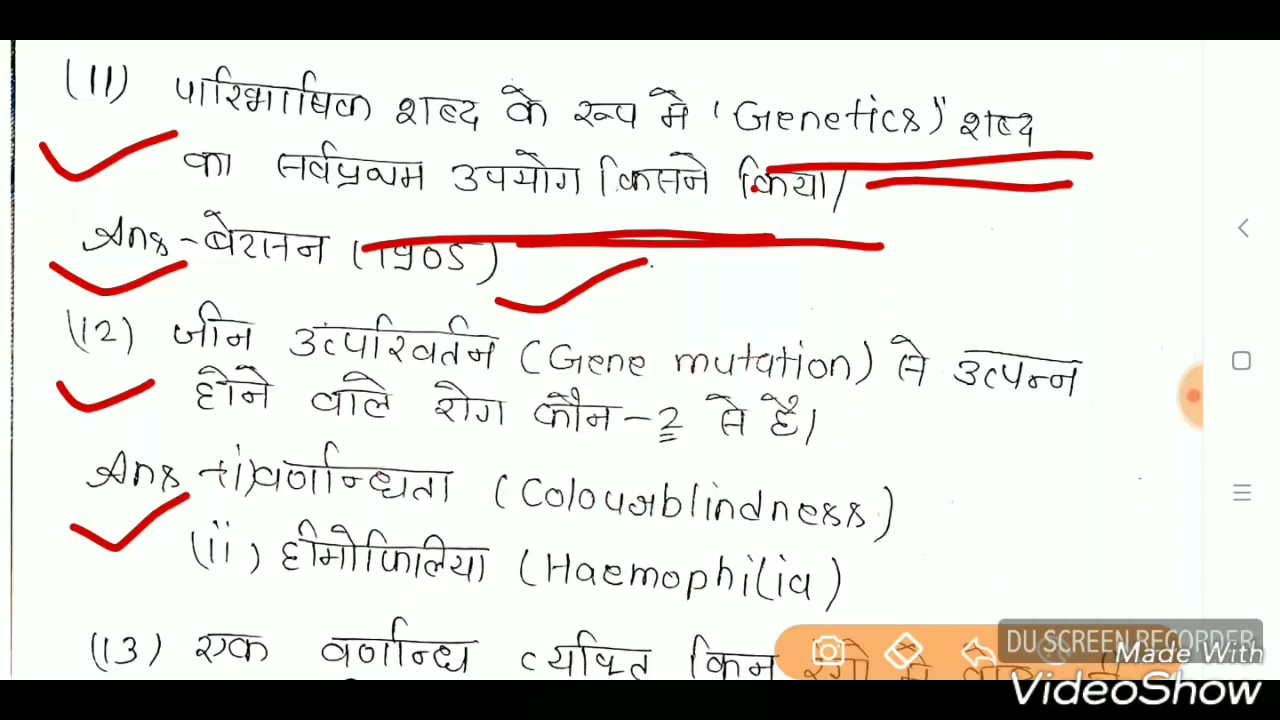 (11) पारिभाषिक शब्द के रूप मे "Genetics" शब्द
का सर्वप्रथम उपयोग किसने किया।
Ans - बेटसन (1905)
(12) जीन उत्परिवर्तन (Gene mutation) से उत्पन्न
होने वाले रोग कौन-2 से है।
Ans -(i) वर्णान्धता (Colourblindness)
(ii) हीमोफिलिया (Haemophilia)
(13) एक वर्णान्ध व्यक्ति किन
DU SCREEN RECORDER
Made With
VideoShow